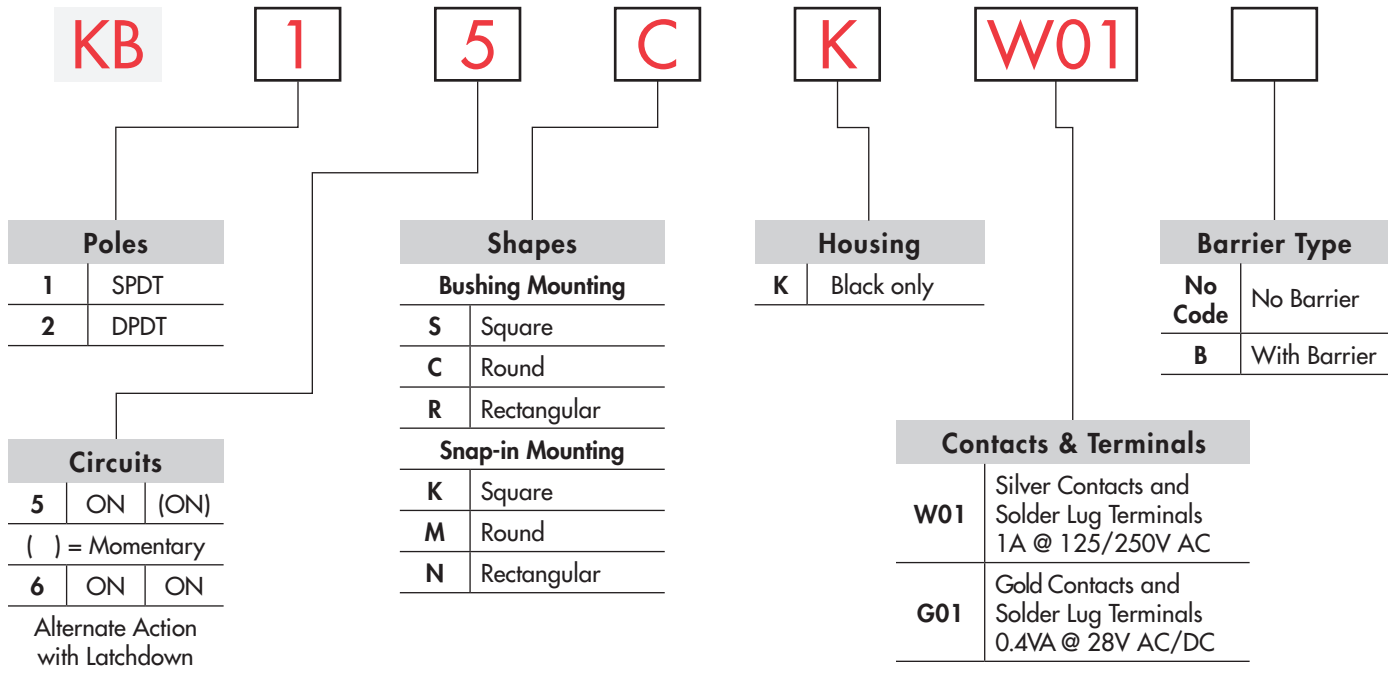 KB 1 5 C K W01
Poles
1 SPDT
2 DPDT
Circuits
5 ON (ON)
( ) = Momentary
6 ON ON
Alternate Action
with Latchdown
Shapes
Bushing Mounting
S Square
C Round
R Rectangular
Snap-in Mounting
K Square
M Round
N Rectangular
Housing
K Black only
Contacts & Terminals
W01 Silver Contacts and
Solder Lug Terminals
1A @ 125/250V AC
G01 Gold Contacts and
Solder Lug Terminals
0.4VA @ 28V AC/DC
Barrier Type
No
Code No Barrier
B With Barrier